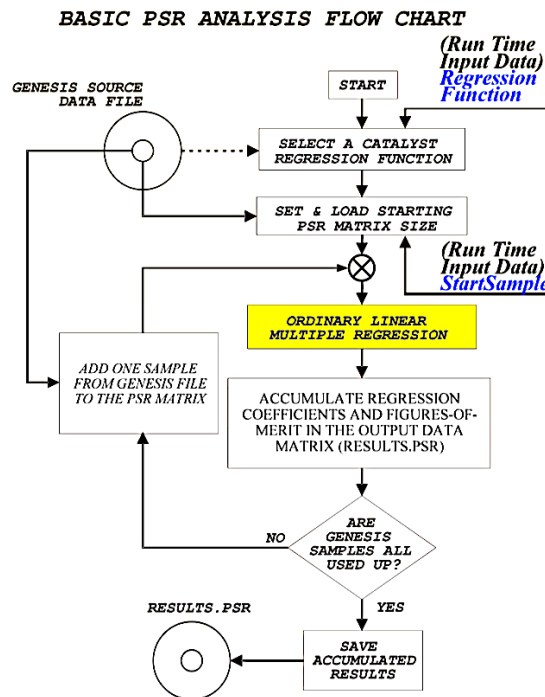 BASIC PSR ANALYSIS FLOW CHART
(Run Time
Input Data)
Regression
Function
GENESIS SOURCE
DATA FILE
START
SELECT A CATALYST
REGRESSION FUNCTION
SET & LOAD STARTING
PSR MATRIX SIZE
(Run Time
Input Data)
StartSample
ORDINARY LINEAR
MULTIPLE REGRESSION
ADD ONE SAMPLE
FROM GENESIS FILE
TO THE PSR MATRIX
ACCUMULATE REGRESSION
COEFFICIENTS AND FIGURES-OF-
MERIT IN THE OUTPUT DATA
MATRIX (RESULTS.PSR)
NO
ARE
GENESIS
SAMPLES ALL
USED UP?
YES
RESULTS.PSR
SAVE
ACCUMULATED
RESULTS